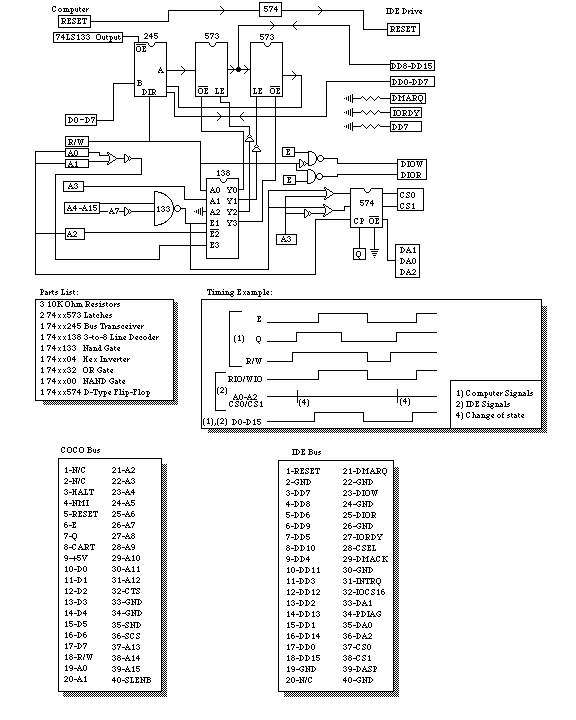 Computer
574
IDE Drive
RESET
RESET
74LS133 Output
245
573
573
OE
A
B
DIR
OE LE
LE OE
DD8-DD15
DD0-DD7
DMARQ
IORDY
DD7
D0-D7
R/W
A0
A1
138
E
E
DIOW
DIOR
A3
A4-A15
A7
133
A2
A0 Y0
A1 Y1
A2 Y2
E1 Y3
E2
E3
574
CP OE
CS0
CS1
A3
Q
DA1
DA0
DA2
Parts List:
3 10K Ohm Resistors
2 74xx573 Latches
1 74xx245 Bus Transceiver
1 74xx138 3-to-8 Line Decoder
1 74xx133 Nand Gate
1 74xx04 Hex Inverter
1 74xx32 OR Gate
1 74xx00 NAND Gate
1 74xx574 D-Type Flip-Flop
Timing Example:
E
(1) Q
R/W
RIO/WIO
(2)
A0-A2
CS0/CS1
(4)
(4)
(1),(2) D0-D15
1) Computer Signals
2) IDE Signals
4) Change of state
COCO Bus
1-N/C 21-A2
2-N/C 22-A3
3-HALT 23-A4
4-NMI 24-A5
5-RESET 25-A6
6-E 26-A7
7-Q 27-A8
8-CART 28-A9
9-+5V 29-A10
10-D0 30-A11
11-D1 31-A12
12-D2 32-CTS
13-D3 33-GND
14-D4 34-GND
15-D5 35-SND
16-D6 36-SCS
17-D7 37-A13
18-R/W 38-A14
19-A0 39-A15
20-A1 40-SLENB
IDE Bus
1-RESET 21-DMARQ
2-GND 22-GND
3-DD7 23-DIOW
4-DD8 24-GND
5-DD6 25-DIOR
6-DD9 26-GND
7-DD5 27-IORDY
8-DD10 28-CSEL
9-DD4 29-DMACK
10-DD11 30-GND
11-DD3 31-INTRQ
12-DD12 32-IOCS16
13-DD2 33-DA1
14-DD13 34-PDIAG
15-DD1 35-DA0
16-DD14 36-DA2
17-DD0 37-CS0
18-DD15 38-CS1
19-GND 39-DASP
20-N/C 40-GND